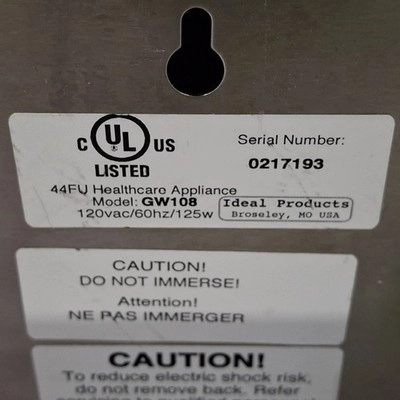 C UL US
LISTED
Serial Number:
0217193
44FU Healthcare Appliance
Model: GW108
120vac/60hz/125w
Ideal Products
Broseley, MO USA
CAUTION!
DO NOT IMMERSE!
Attention!
NE PAS IMMERGER
CAUTION!
To reduce electric shock risk,
do not remove back. Refer